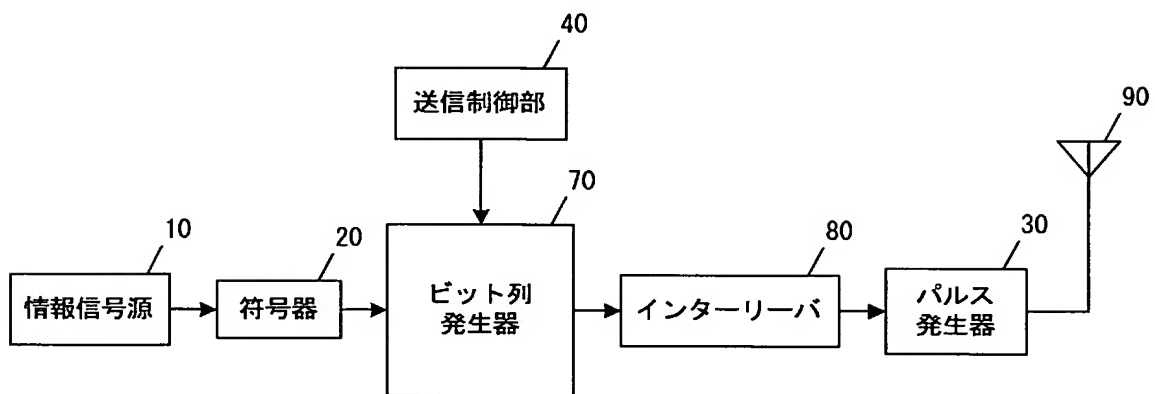 40
送信制御部
90
70
10
20
80
30
情報信号源
符号器
ビット列
発生器
インターリーバ
パルス
発生器